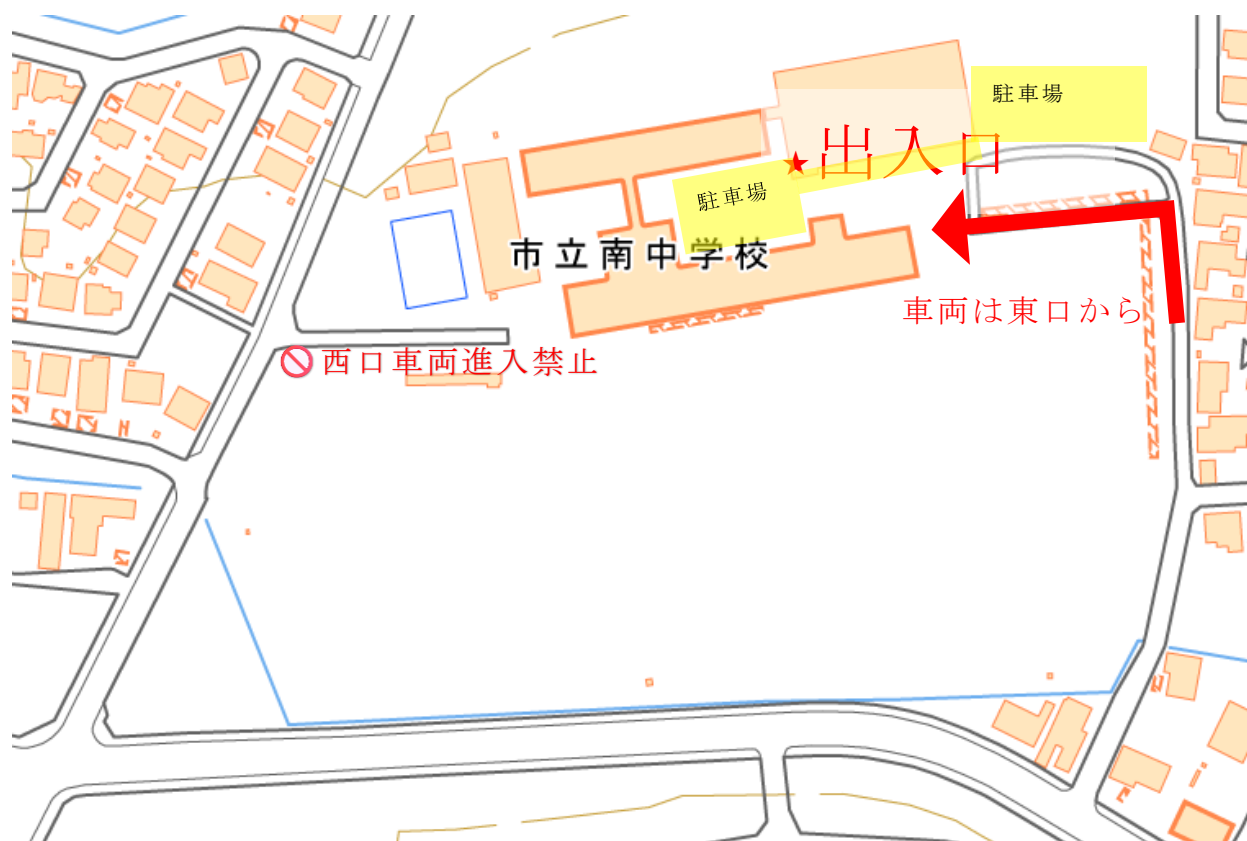 駐車場
★出入口
駐車場
市立南中学校
車両は東口から
西口車両進入禁止